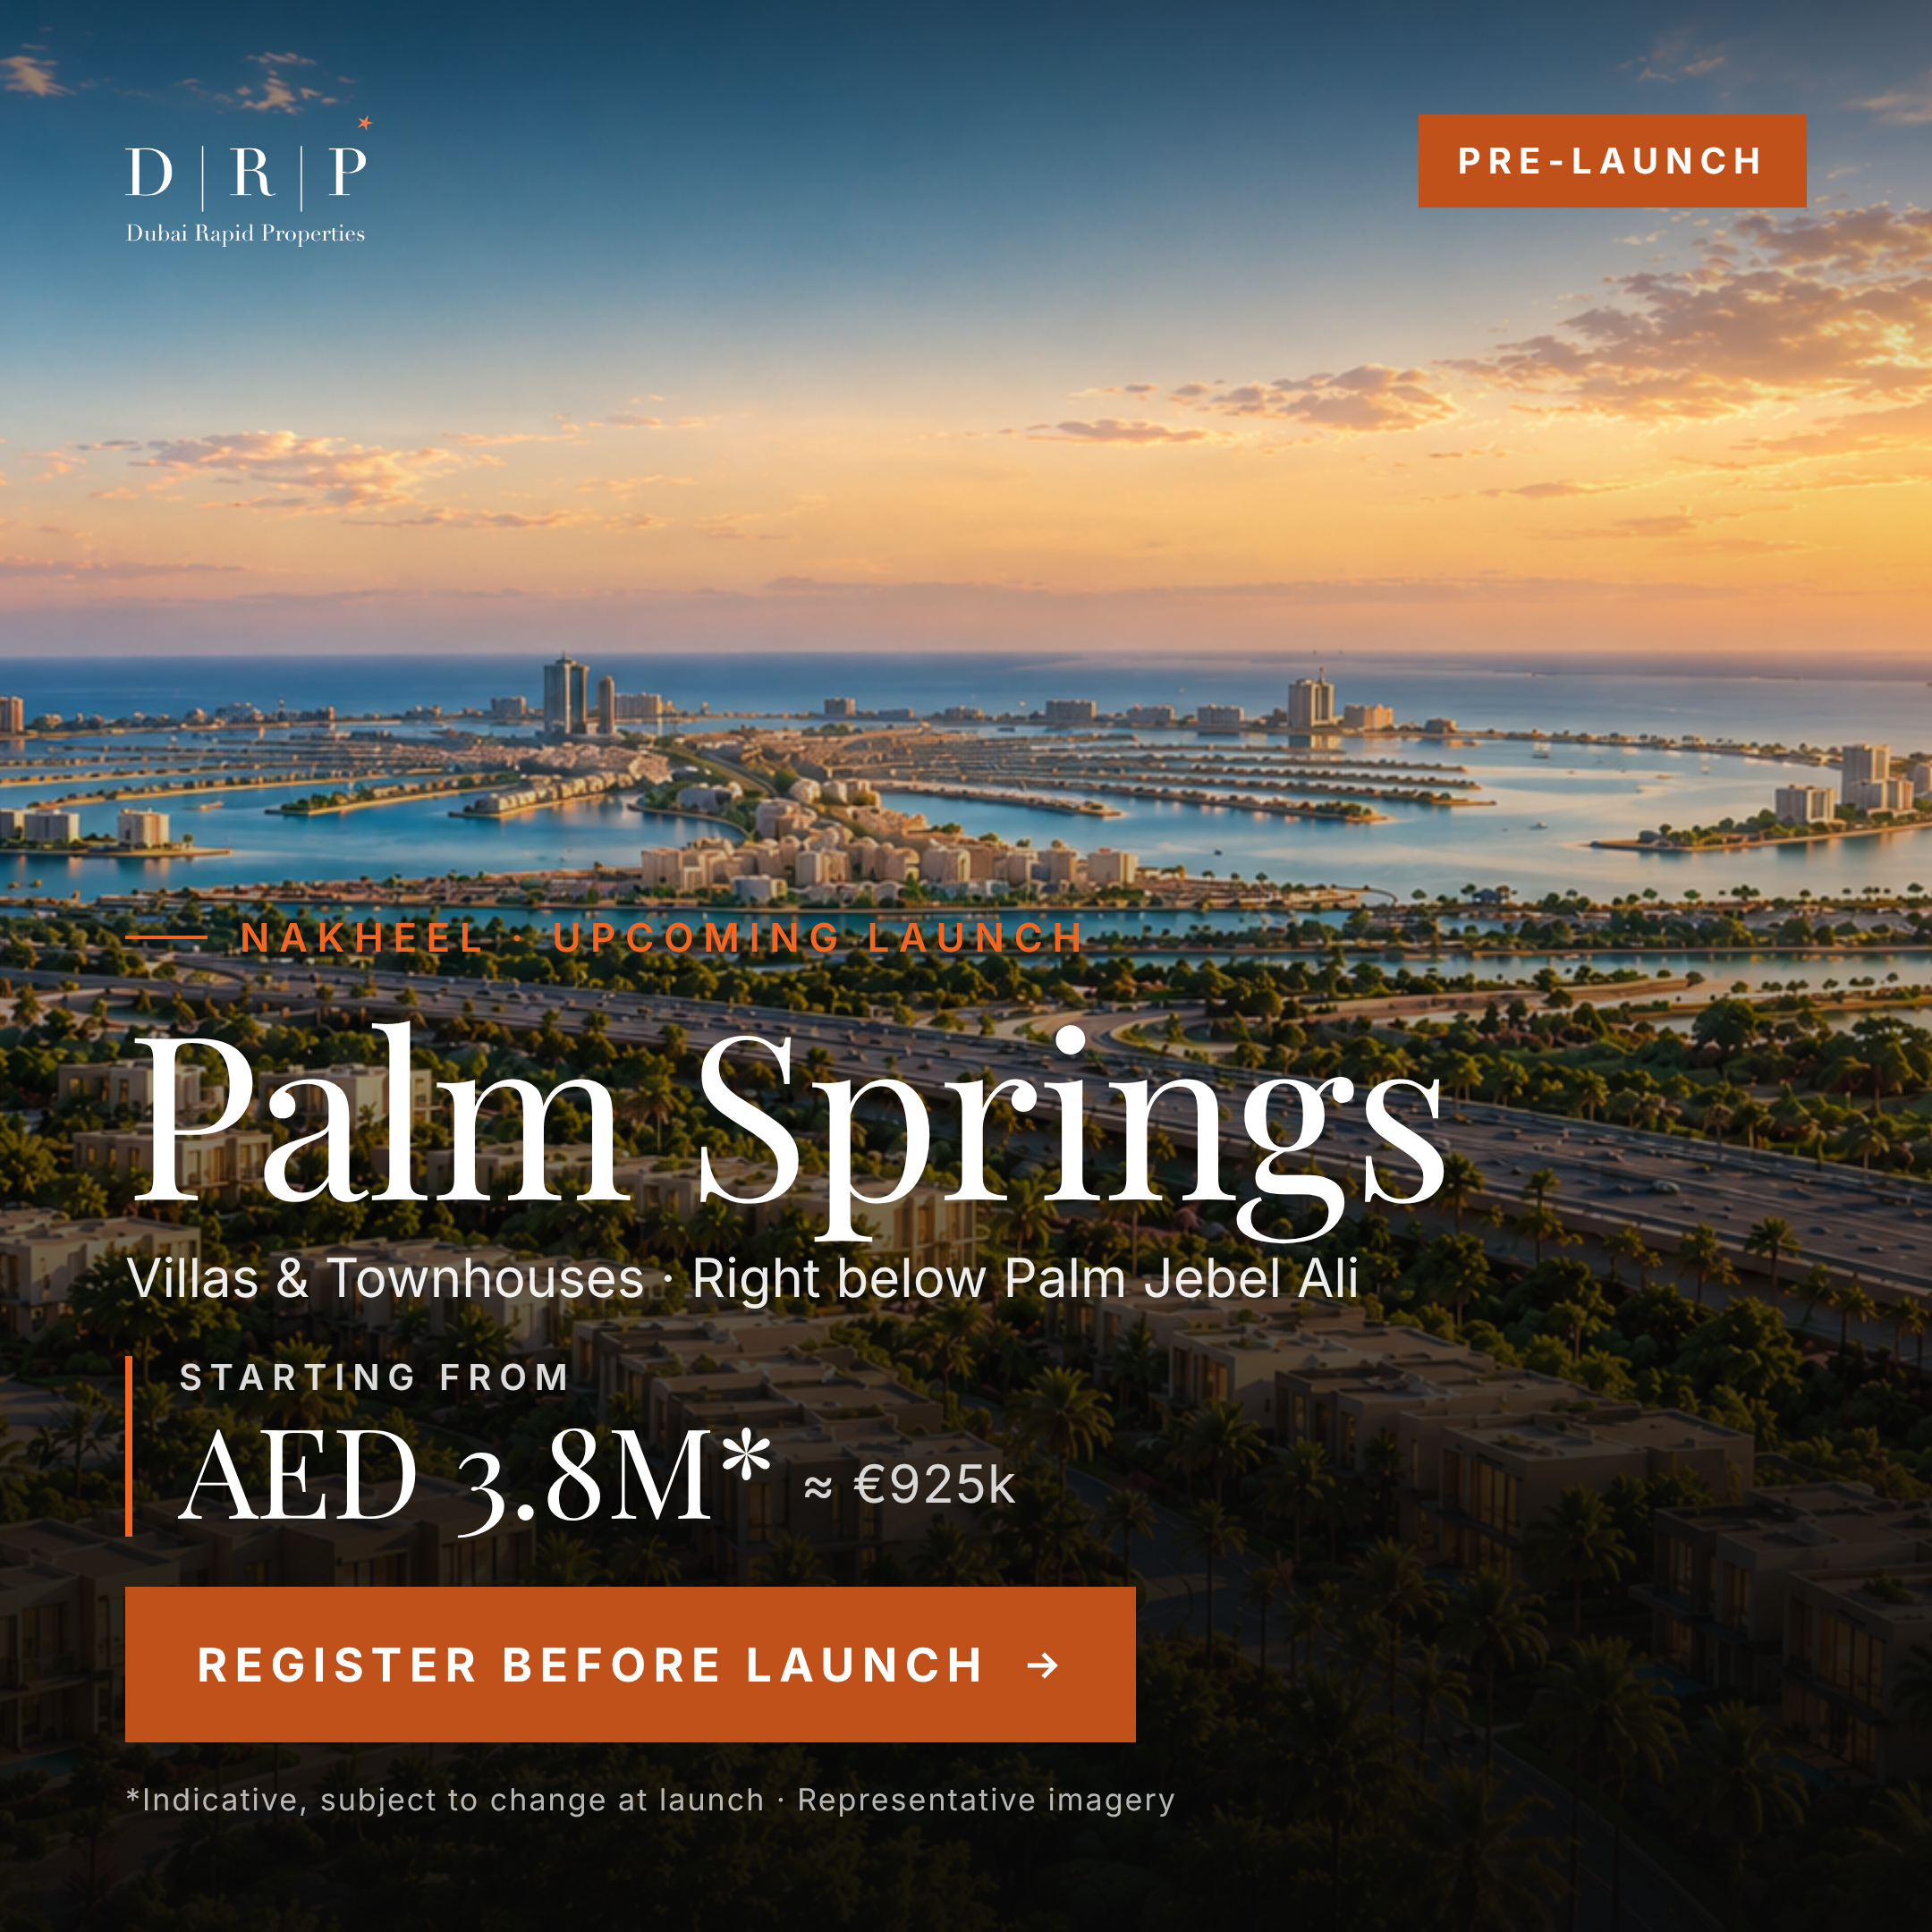 D | R | P
Dubai Rapid Properties
PRE-LAUNCH
NAKHEEL · UPCOMING LAUNCH
Palm Springs
Villas & Townhouses · Right below Palm Jebel Ali
STARTING FROM
AED 3.8M* ≈ €925k
REGISTER BEFORE LAUNCH →
*Indicative, subject to change at launch · Representative imagery